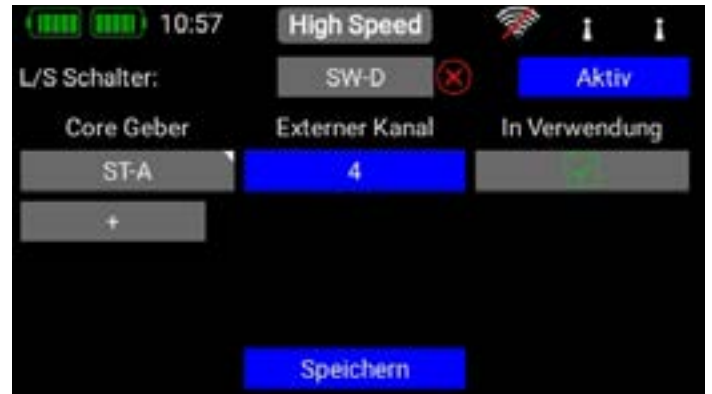 10:57 High Speed
L/S Schalter: SW-D Aktiv
Core Geber Externer Kanal In Verwendung
ST-A 4
+
Speichern